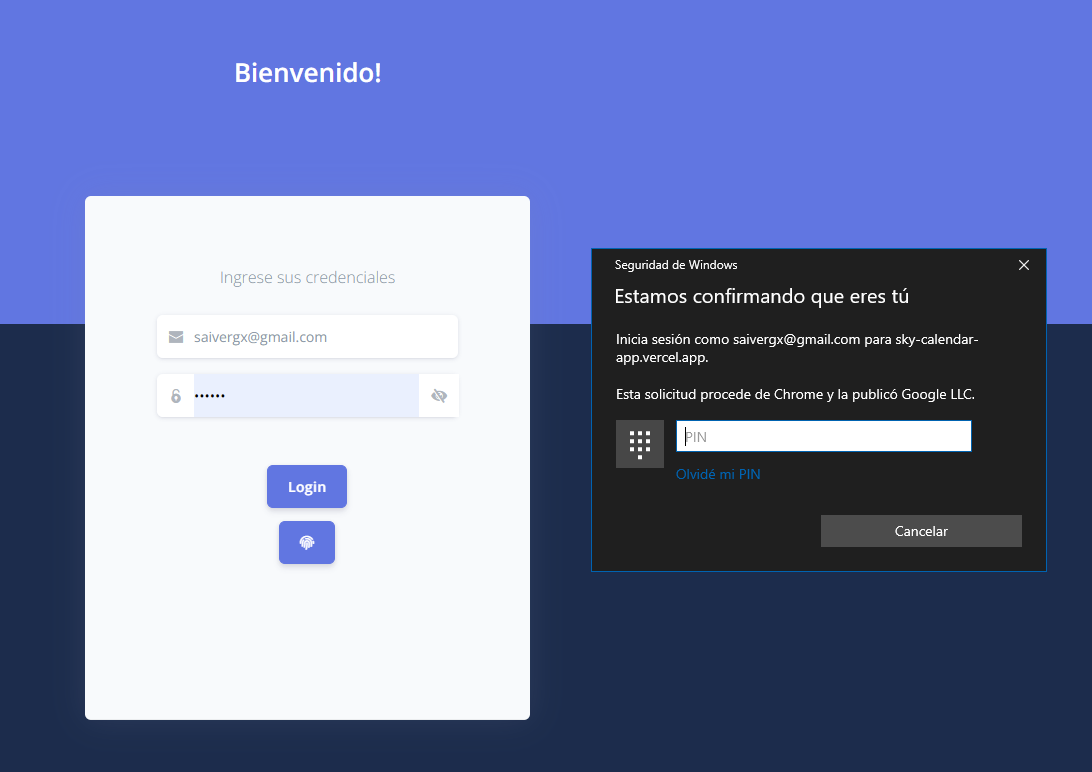 Bienvenido!
Ingrese sus credenciales
saivergx@gmail.com
••••••
Login
Seguridad de Windows
Estamos confirmando que eres tú
Inicia sesión como saivergx@gmail.com para sky-calendar-
app.vercel.app.
Esta solicitud procede de Chrome y la publicó Google LLC.
PIN
Olvidé mi PIN
Cancelar